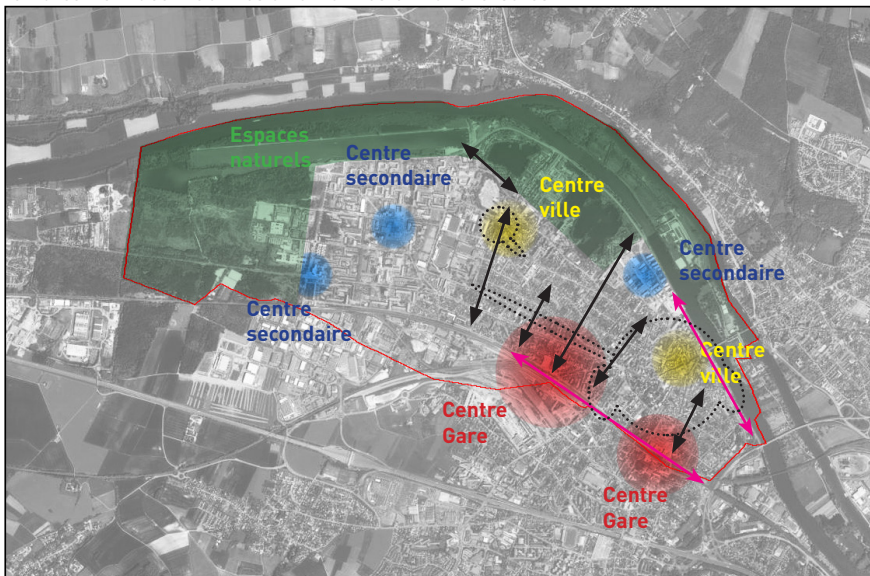 Espaces
naturels
Centre
secondaire
Centre
ville
Centre
secondaire
Centre
secondaire
Centre
ville
Centre
Gare
Centre
Gare